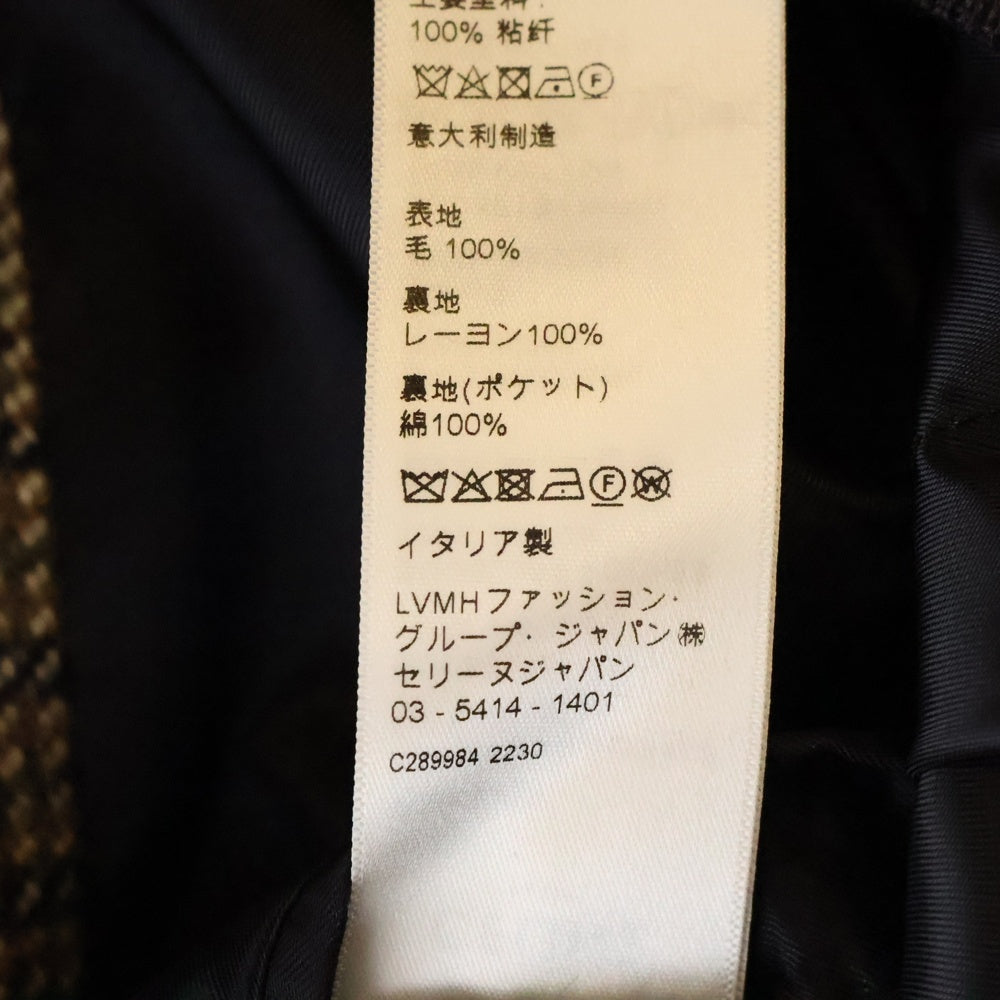 100% 粘纤
F
意大利制造
表地
毛 100%
裏地
レーヨン100%
裏地(ポケット)
綿100%
F W
イタリア製
LVMHファッション・
グループ・ジャパン㈱
セリーヌジャパン
03 - 5414 - 1401
C289984 2230